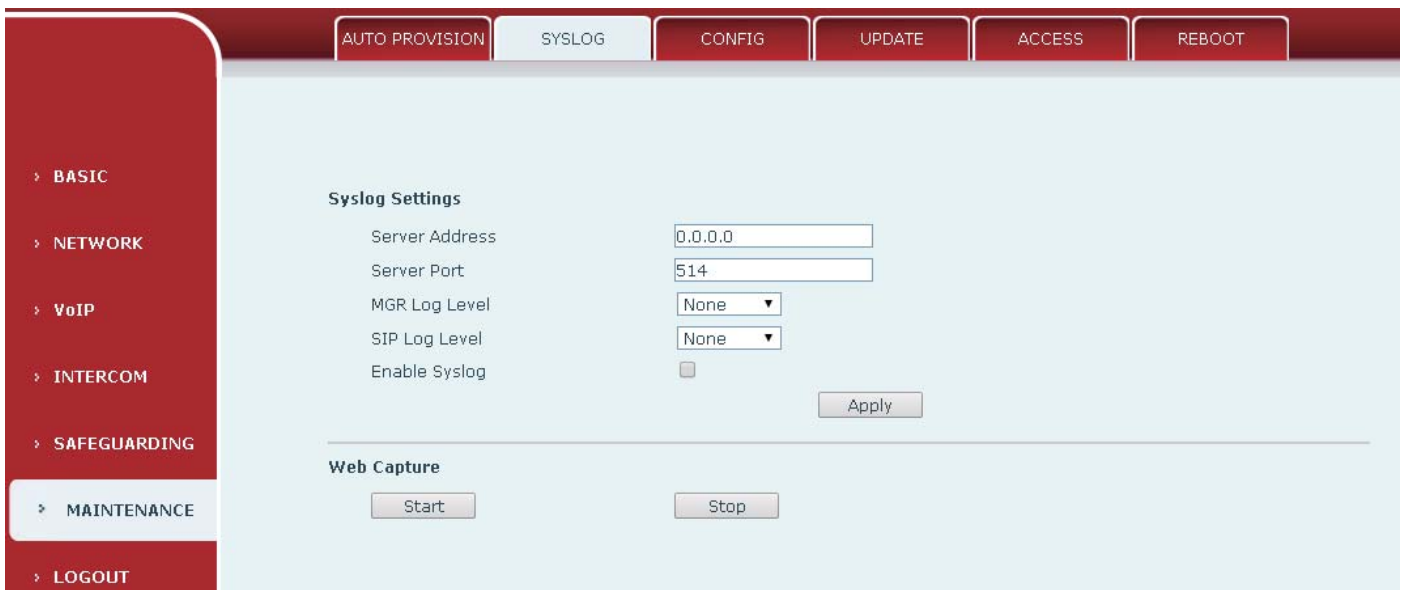 AUTO PROVISION SYSLOG CONFIG UPDATE ACCESS REBOOT
› BASIC
› NETWORK
› VoIP
› INTERCOM
› SAFEGUARDING
› MAINTENANCE
› LOGOUT
Syslog Settings
Server Address 0.0.0.0
Server Port 514
MGR Log Level None
SIP Log Level None
Enable Syslog
Apply
Web Capture
Start Stop